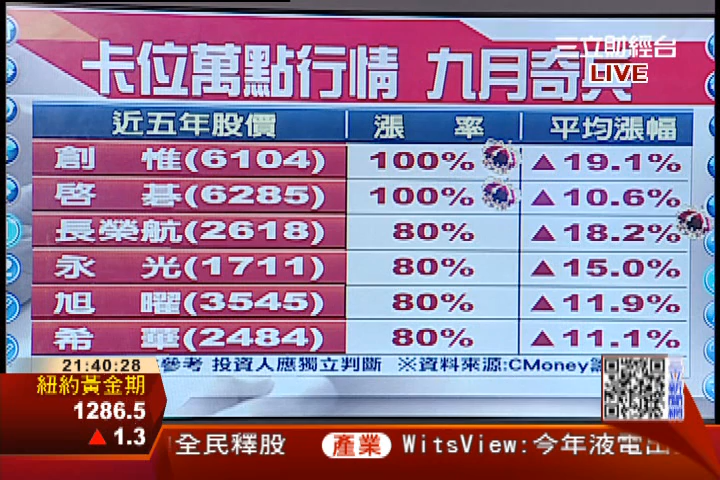 三立財經台
LIVE
卡位萬點行情 九月奇兵
近五年股價 漲 率 平均漲幅
創 惟(6104) 100% ▲19.1%
啓 碁(6285) 100% ▲10.6%
長榮航(2618) 80% ▲18.2%
永 光(1711) 80% ▲15.0%
旭 曜(3545) 80% ▲11.9%
希 華(2484) 80% ▲11.1%
21:40:28 參考 投資人應獨立判斷 ※資料來源:CMoney
紐約黃金期
1286.5
▲1.3
全民釋股 產業 WitsView:今年液電出